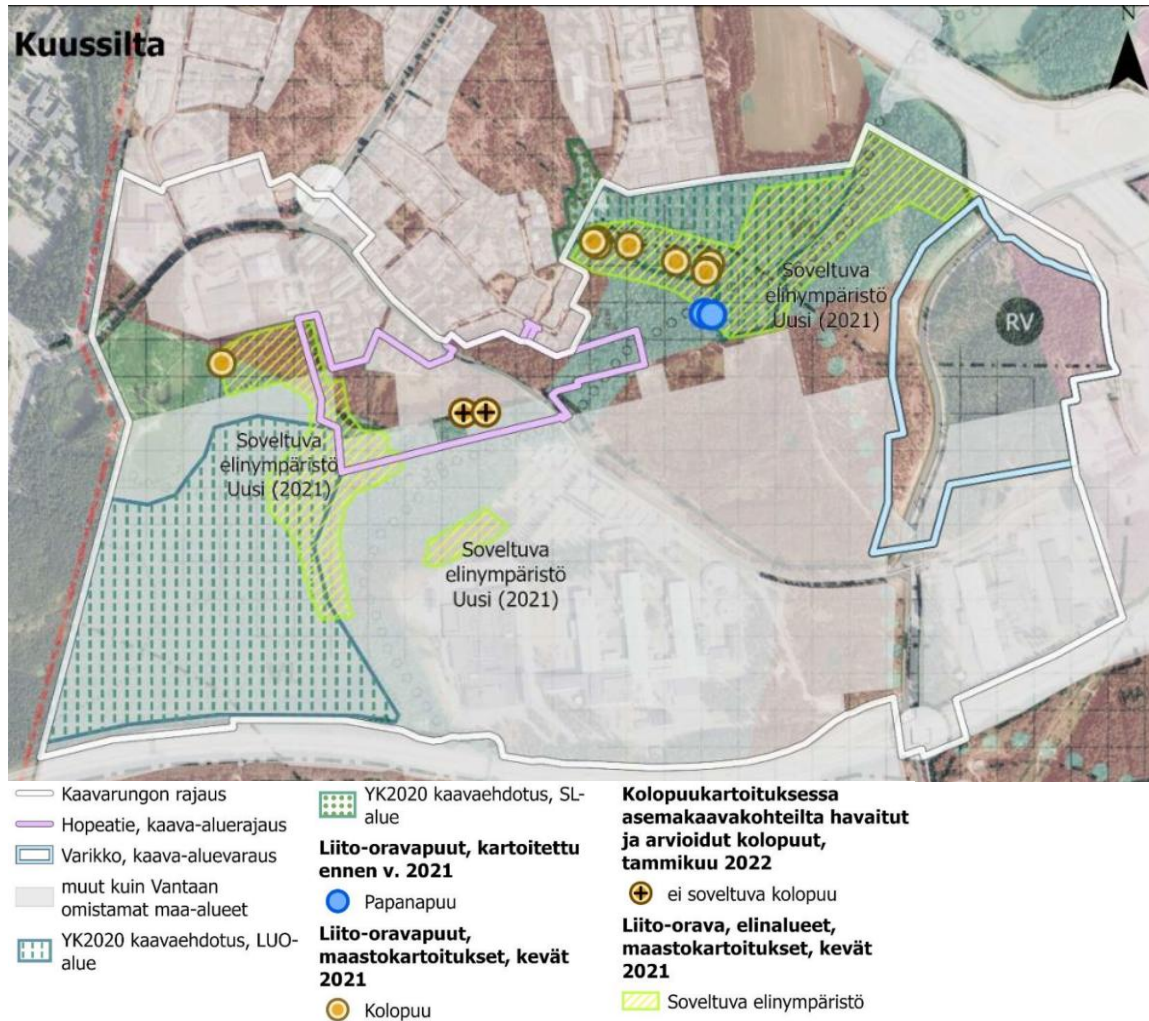 Kuussilta
N
Soveltuva
elinympäristö
Uusi (2021)
RV
Soveltuva
elinympäristö
Uusi (2021)
Soveltuva
elinympäristö
Uusi (2021)
Kaavarungon rajaus
Hopeatie, kaava-aluerajaus
Varikko, kaava-aluevaraus
muut kuin Vantaan
omistamat maa-alueet
YK2020 kaavaehdotus, LUO-
alue
YK2020 kaavaehdotus, SL-
alue
Liito-oravapuut, kartoitettu
ennen v. 2021
Papanapuu
Liito-oravapuut,
maastokartoitukset, kevät
2021
Kolopuu
Kolopuukartoituksessa
asemakaavakohteilta havaitut
ja arvioidut kolopuut,
tammikuu 2022
ei soveltuva kolopuu
Liito-orava, elinalueet,
maastokartoitukset, kevät
2021
Soveltuva elinympäristö